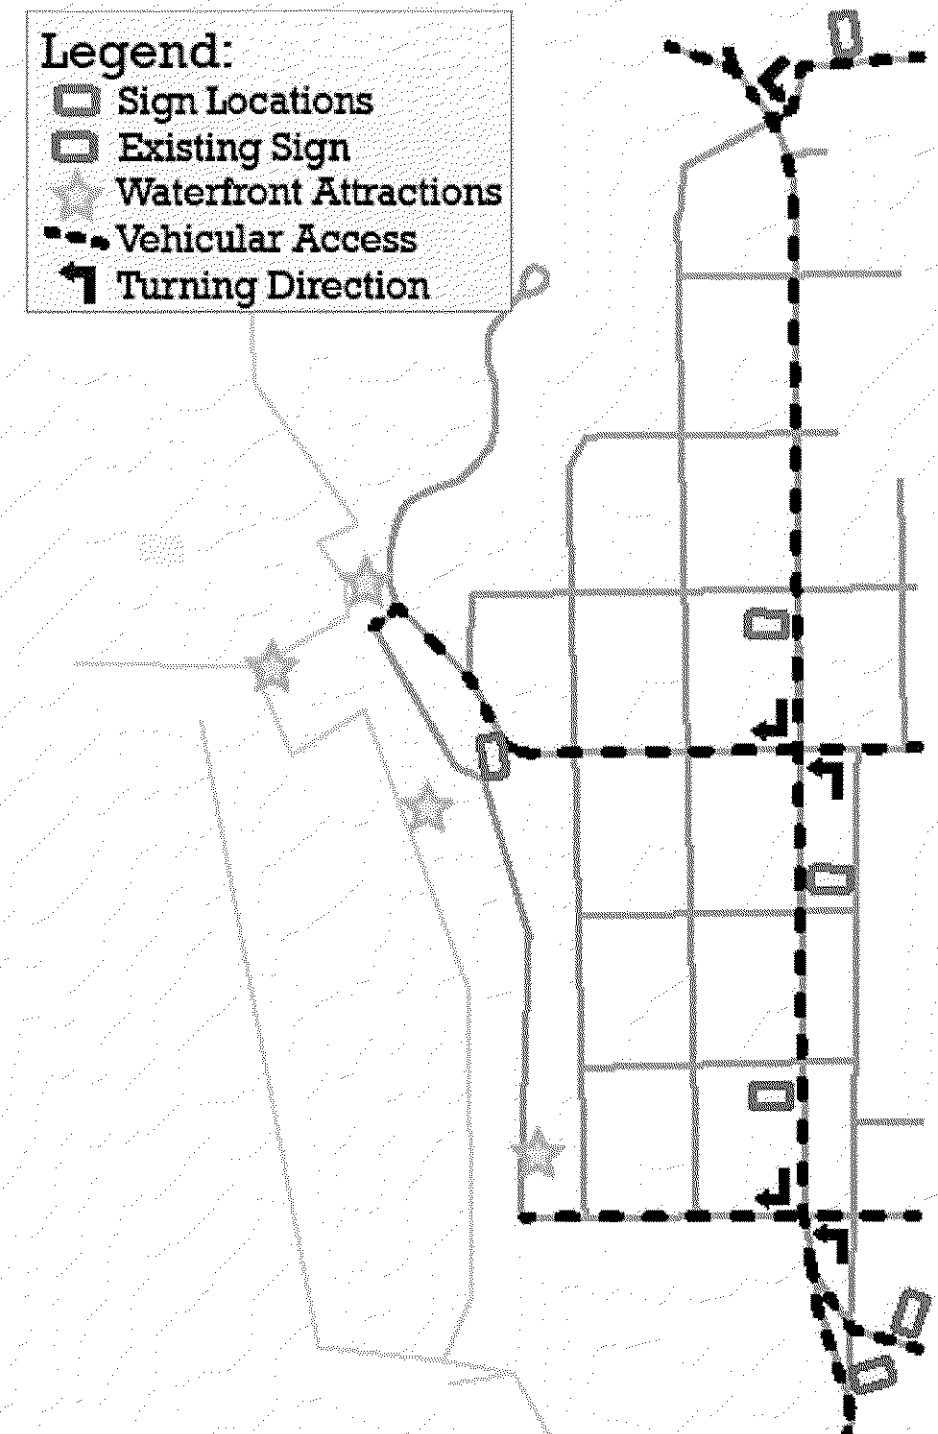 Legend:
Sign Locations
Existing Sign
Waterfront Attractions
Vehicular Access
Turning Direction